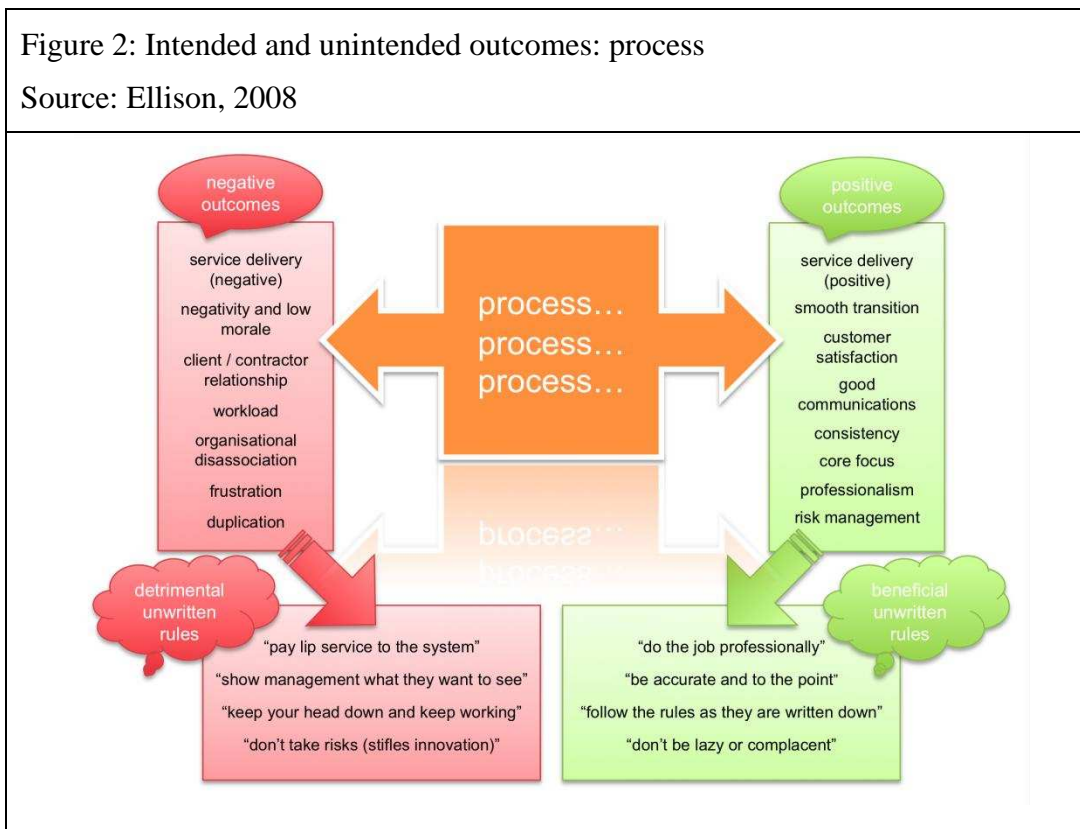 Figure 2: Intended and unintended outcomes: process
Source: Ellison, 2008
negative
outcomes
service delivery
(negative)
negativity and low
morale
client / contractor
relationship
workload
organisational
disassociation
frustration
duplication
process...
process...
process...
positive
outcomes
service delivery
(positive)
smooth transition
customer
satisfaction
good
communications
consistency
core focus
professionalism
risk management
process...
process...
detrimental
unwritten
rules
“pay lip service to the system”
“show management what they want to see”
“keep your head down and keep working”
“don’t take risks (stifles innovation)”
beneficial
unwritten
rules
“do the job professionally”
“be accurate and to the point”
“follow the rules as they are written down”
“don’t be lazy or complacent”